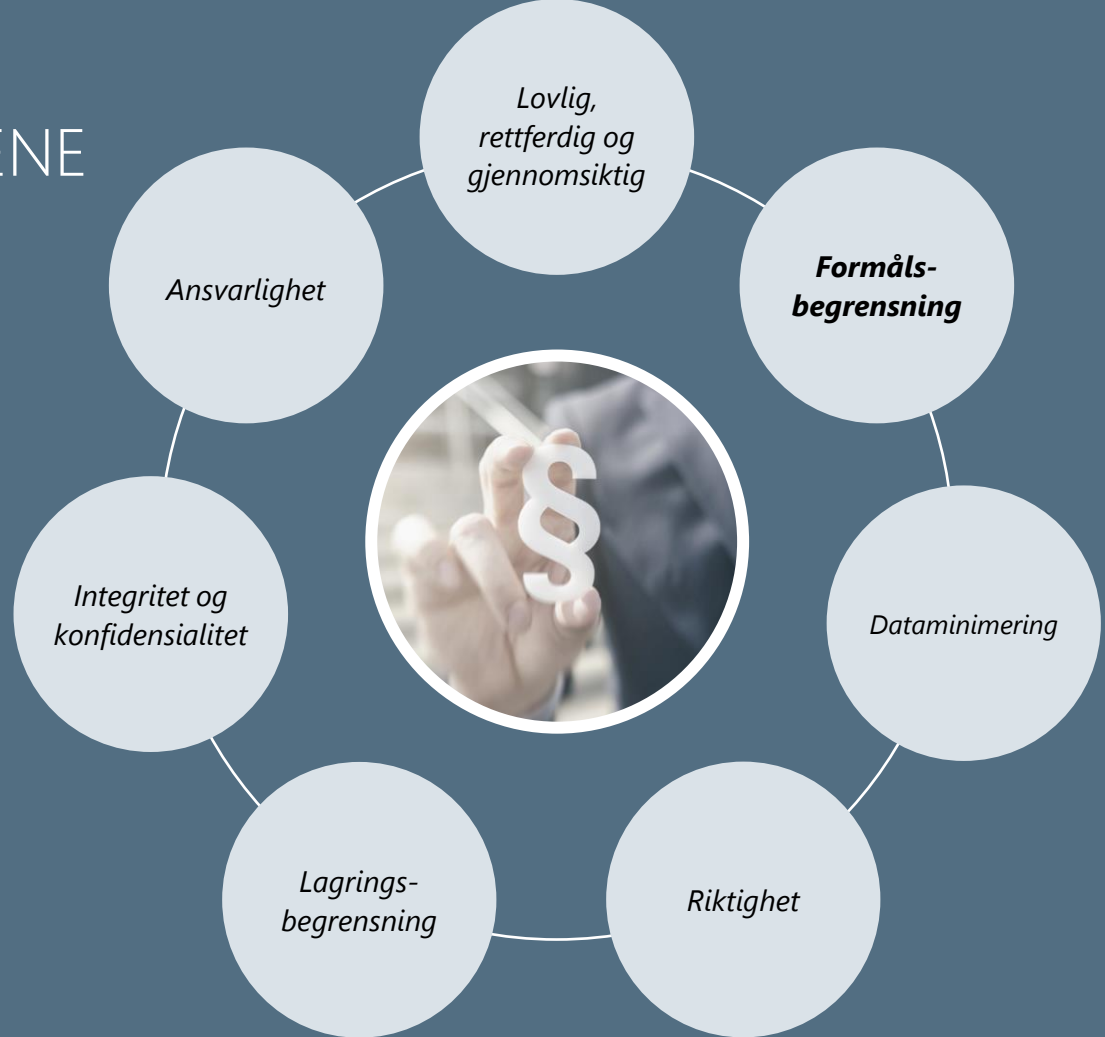 ENE
Lovlig,
rettferdig og
gjennomsiktig
Formåls-
begrensning
Dataminimering
Riktighet
Lagrings-
begrensning
Integritet og
konfidensialitet
Ansvarlighet
§